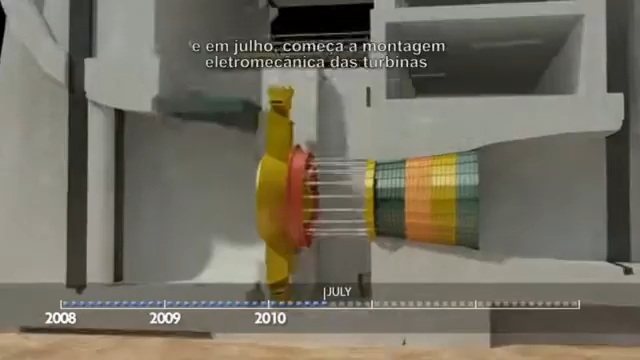 e em julho, começa a montagem
eletromecânica das turbinas
JULY
2008 2009 2010